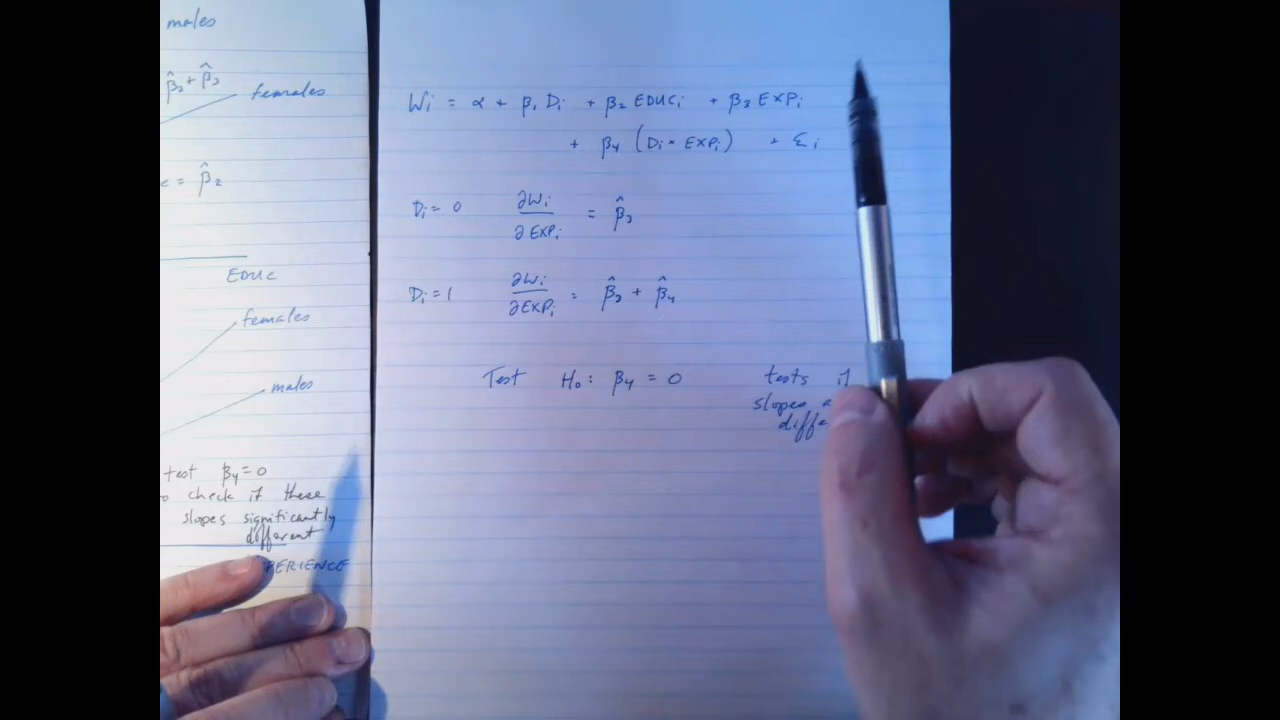 males
β̂₂ + β̂₃
females
= β̂₂
EDUC
females
males
test β₄ = 0
check if these
slopes significantly
different
PERIENCE
Wᵢ = α + β₁ Dᵢ + β₂ EDUCᵢ + β₃ EXPᵢ
+ β₄ (Dᵢ * EXPᵢ) + Σᵢ
Dᵢ = 0 ∂Wᵢ / ∂EXPᵢ = β̂₃
Dᵢ = 1 ∂Wᵢ / ∂EXPᵢ = β̂₃ + β̂₄
Test H₀: β₄ = 0 tests if
slopes